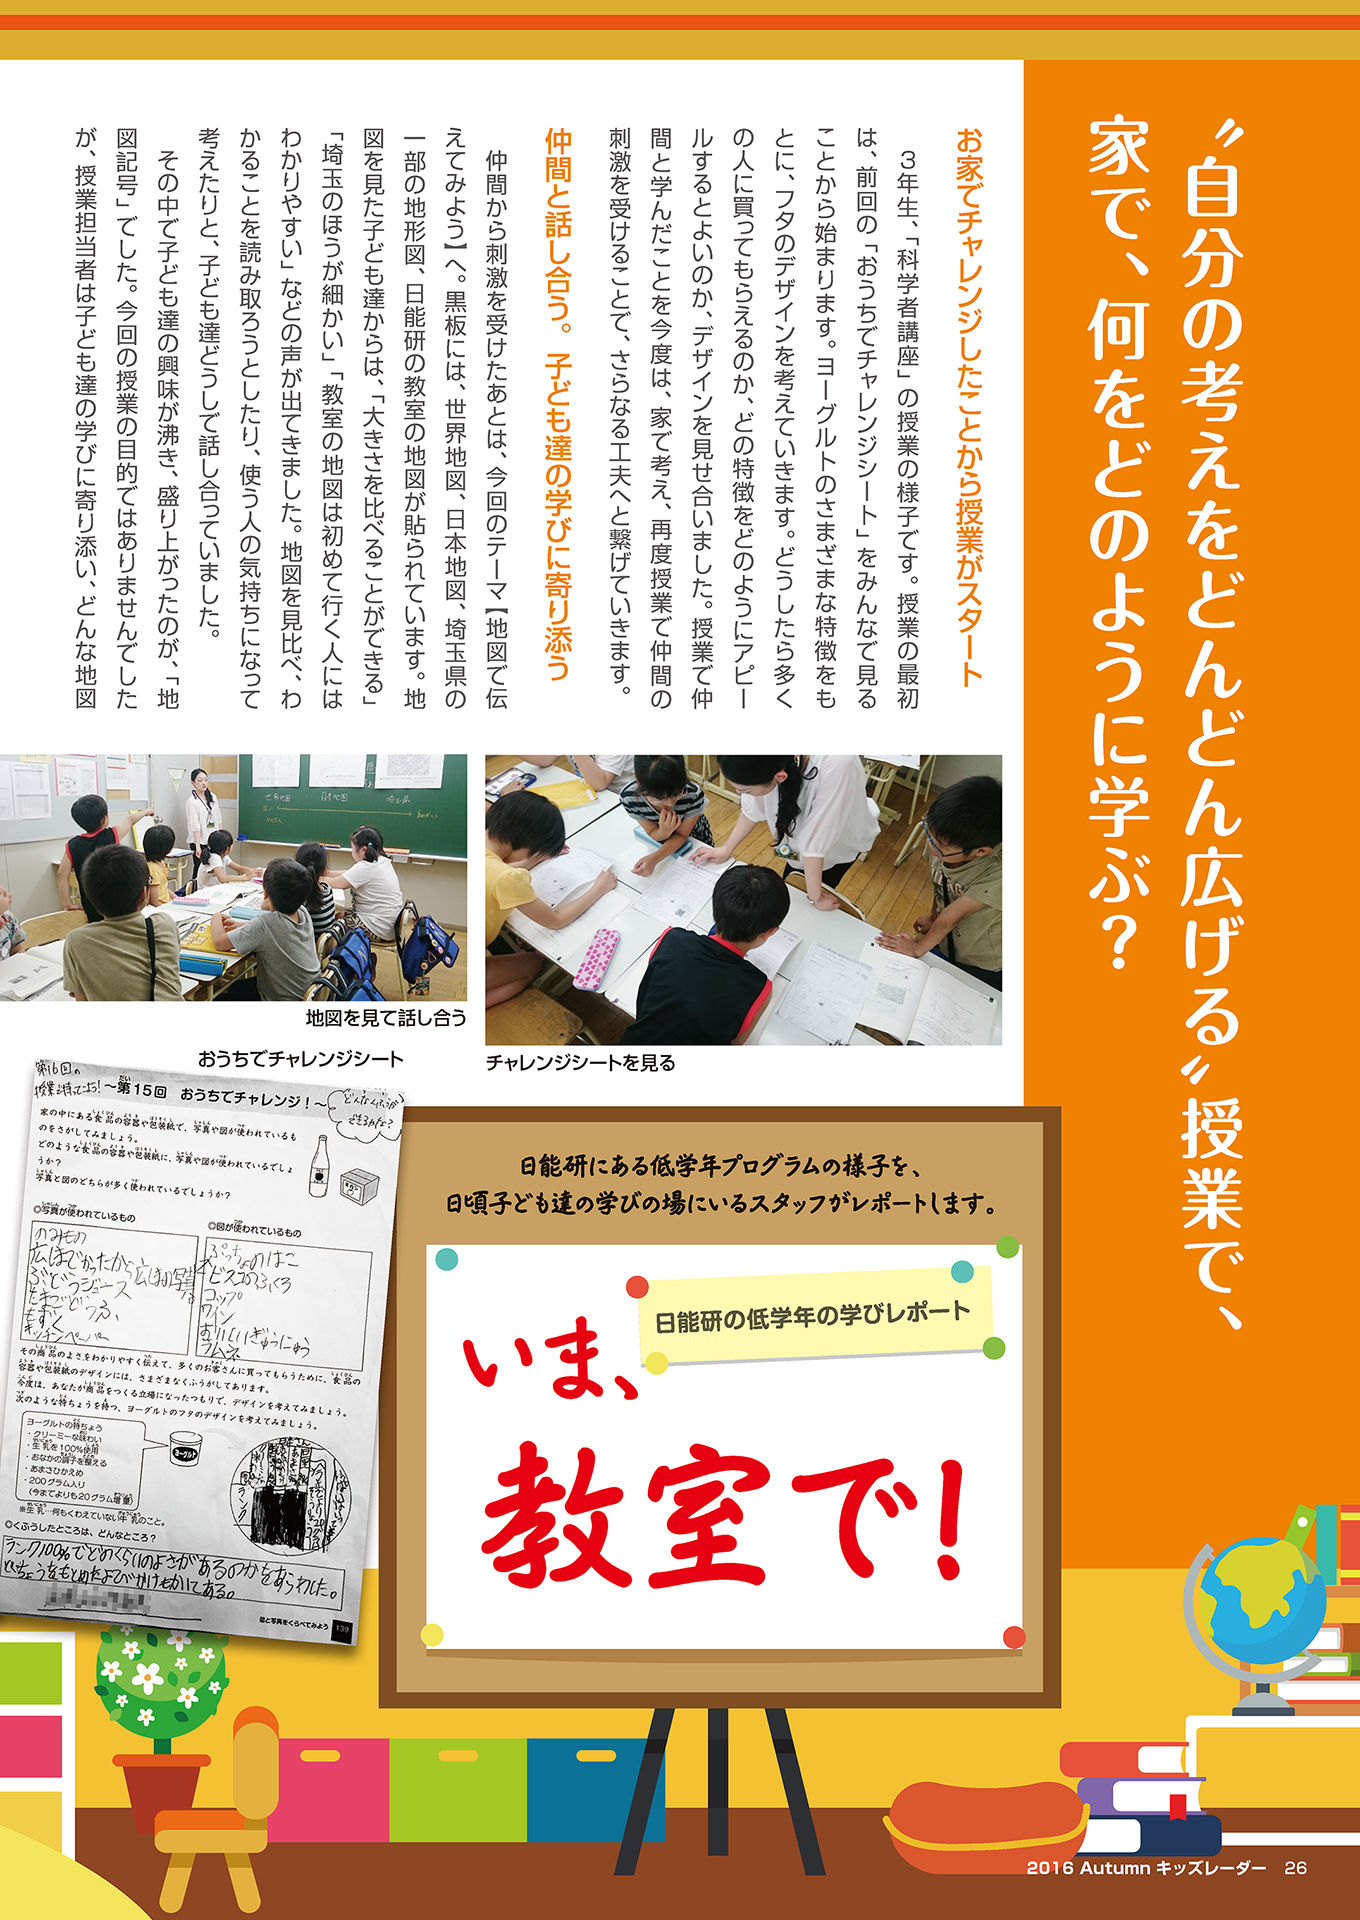 〝自分の考えをどんどん広げる〟授業で、
家で、何をどのように学ぶ？
お家でチャレンジしたことから授業がスタート
３年生、「科学者講座」の授業の様子です。授業の最初
は、前回の「おうちでチャレンジシート」をみんなで見る
ことから始まります。ヨーグルトのさまざまな特徴をも
とに、フタのデザインを考えていきます。どうしたら多く
の人に買ってもらえるのか、どの特徴をどのようにアピー
ルするとよいのか、デザインを見せ合いました。授業で仲
間と学んだことを今度は、家で考え、再度授業で仲間の
刺激を受けることで、さらなる工夫へと繋げていきます。
仲間と話し合う。子ども達の学びに寄り添う
仲間から刺激を受けたあとは、今回のテーマ【地図で伝
えてみよう】へ。黒板には、世界地図、日本地図、埼玉県の
一部の地形図、日能研の教室の地図が貼られています。地
図を見た子ども達からは、「大きさを比べることができる」
「埼玉のほうが細かい」「教室の地図は初めて行く人には
わかりやすい」などの声が出てきました。地図を見比べ、わ
かることを読み取ろうとしたり、使う人の気持ちになって
考えたりと、子ども達どうしで話し合っていました。
その中で子ども達の興味が沸き、盛り上がったのが、「地
図記号」でした。今回の授業の目的ではありませんでした
が、授業担当者は子ども達の学びに寄り添い、どんな地図
世界地図
日本地図
埼玉県
地図を見て話し合う
チャレンジシートを見る
おうちでチャレンジシート
第16回の
授業に持ってこよう！
～第15回 おうちでチャレンジ！～
どんなくふうが
できるかな？
家の中にある食品の容器や包装紙で、写真や図が使われているも
のをさがしてみましょう。
どのような食品の容器や包装紙に、写真や図が使われているでしょ
うか？
写真と図のどちらが多く使われているでしょうか？
◎写真が使われているもの
のみもの
ぶどうジュース
たまごどうふ
もずく
キッチンペーパー
◎図が使われているもの
ぷっちょのはこ
ビスコのふくろ
コップ
ワイン
おいしいぎゅうにゅう
ラムネ
その商品のよさをわかりやすく伝えて、多くのお客さんに買ってもらうために、食品の
容器や包装紙のデザインには、さまざまなくふうがしてあります。
今度は、あなたが商品をつくる立場になったつもりで、デザインを考えてみましょう。
次のような特ちょうを持つ、ヨーグルトのフタのデザインを考えてみましょう。
ヨーグルトの特ちょう
・クリーミーな味わい
・生乳を100％使用
・おなかの調子を整える
・あまさひかえめ
・200グラム入り
（今までよりも20グラム増量）
ヨーグルト
※生乳…何もくわえていない牛乳のこと。
◎くふうしたところは、どんなところ？
ランク100％でどのくらいのよさがあるのかをあらわした。
図と写真をくらべてみよう
139
日能研にある低学年プログラムの様子を、
日頃子ども達の学びの場にいるスタッフがレポートします。
日能研の低学年の学びレポート
いま、
教室で！
2016 Autumn キッズレーダー 26